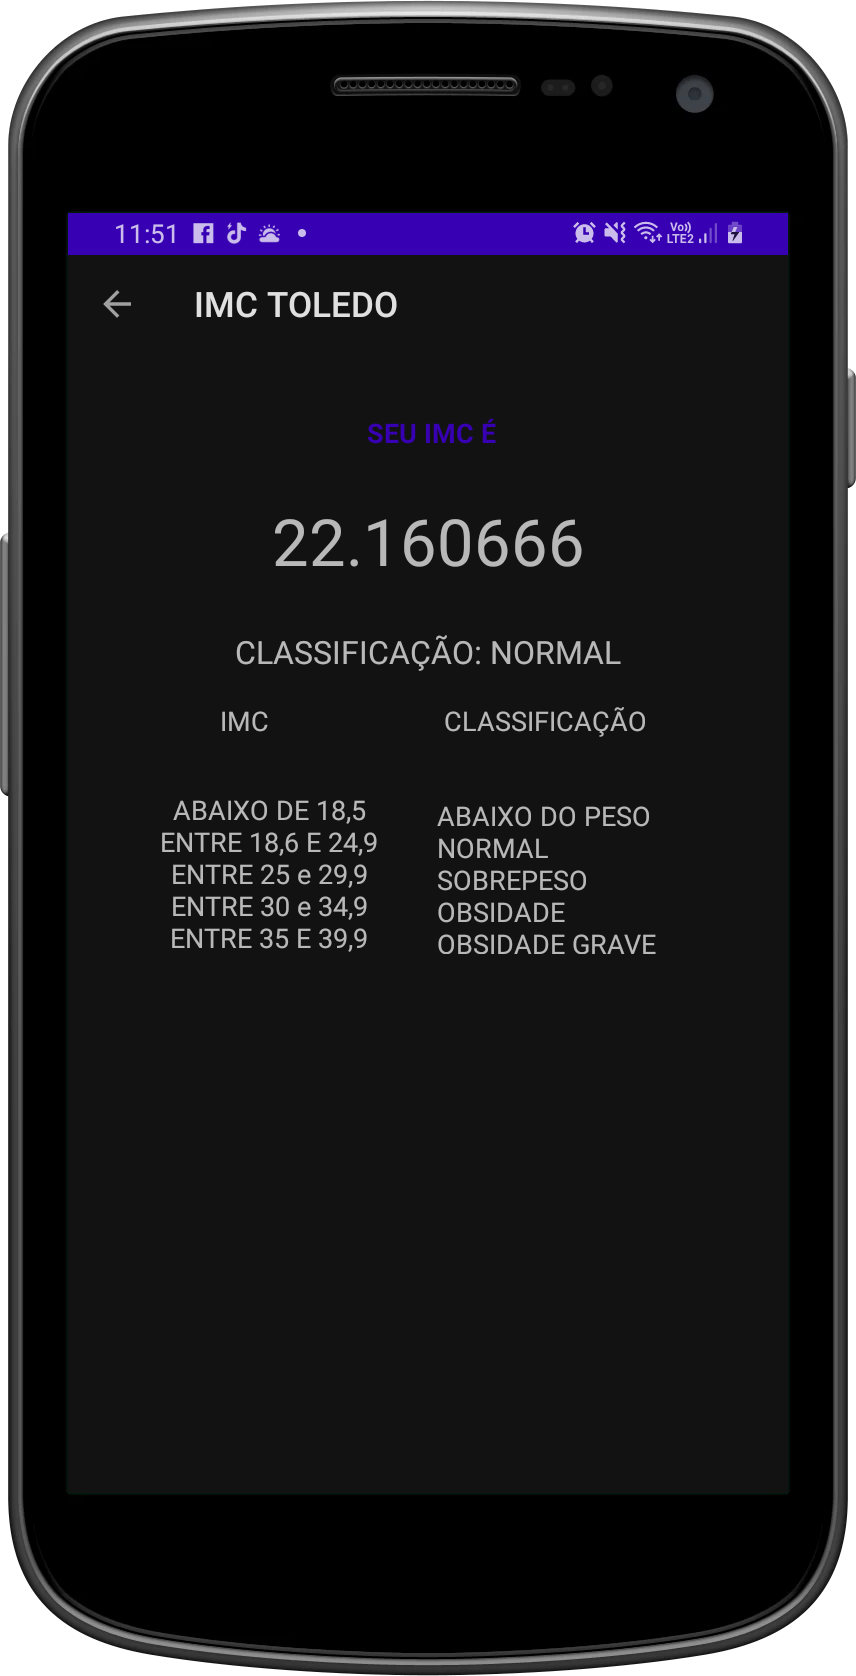 11:51
Vo))
LTE2
IMC TOLEDO
SEU IMC É
22.160666
CLASSIFICAÇÃO: NORMAL
IMC CLASSIFICAÇÃO
ABAIXO DE 18,5 ABAIXO DO PESO
ENTRE 18,6 E 24,9 NORMAL
ENTRE 25 e 29,9 SOBREPESO
ENTRE 30 e 34,9 OBSIDADE
ENTRE 35 E 39,9 OBSIDADE GRAVE